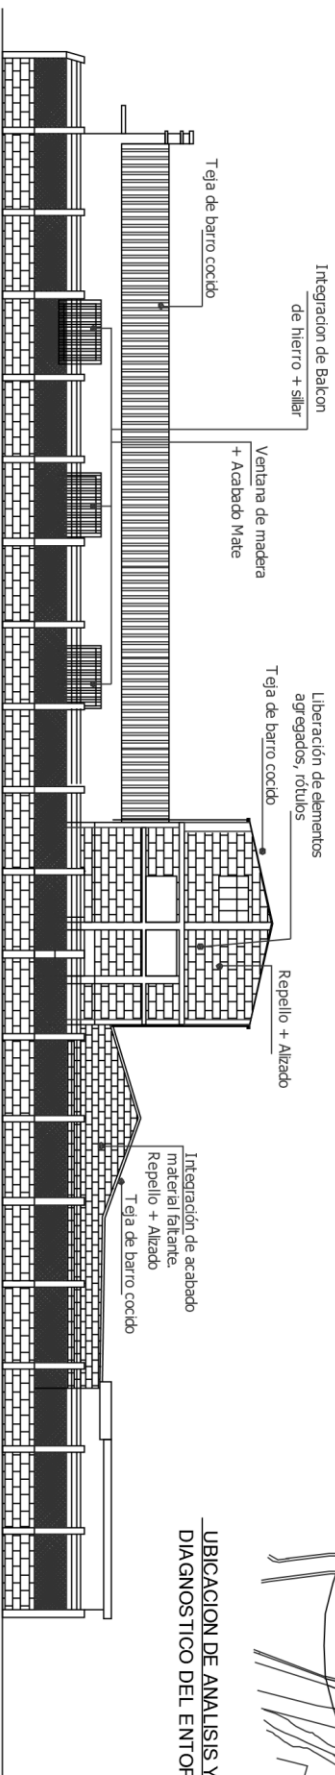 Teja de barro cocido
Integracion de Balcon
de hierro + sillar
Ventana de madera
+ Acabado Mate
Teja de barro cocido
Liberación de elementos
agregados, rótulos
Repello + Alizado
Integración de acabado
material faltante.
Repello + Alizado
Teja de barro cocido
UBICACION DE ANALISIS Y
DIAGNOSTICO DEL ENTOR